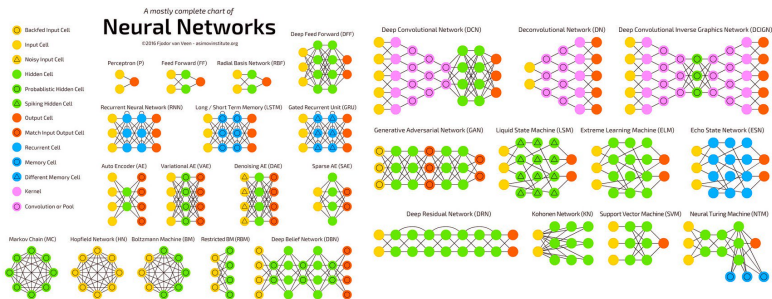 A mostly complete chart of
Neural Networks
©2016 Fjodor van Veen - asimovinstitute.org
Backfed Input Cell
Input Cell
Noisy Input Cell
Hidden Cell
Probablistic Hidden Cell
Spiking Hidden Cell
Output Cell
Match Input Output Cell
Recurrent Cell
Memory Cell
Different Memory Cell
Kernel
Convolution or Pool
Deep Feed Forward (DFF)
Perceptron (P)
Feed Forward (FF)
Radial Basis Network (RBF)
Recurrent Neural Network (RNN)
Long / Short Term Memory (LSTM)
Gated Recurrent Unit (GRU)
Auto Encoder (AE)
Variational AE (VAE)
Denoising AE (DAE)
Sparse AE (SAE)
Markov Chain (MC)
Hopfield Network (HN)
Boltzmann Machine (BM)
Restricted BM (RBM)
Deep Belief Network (DBN)
Deep Convolutional Network (DCN)
Deconvolutional Network (DN)
Deep Convolutional Inverse Graphics Network (DCIGN)
Generative Adversarial Network (GAN)
Liquid State Machine (LSM)
Extreme Learning Machine (ELM)
Echo State Network (ESN)
Deep Residual Network (DRN)
Kohonen Network (KN)
Support Vector Machine (SVM)
Neural Turing Machine (NTM)